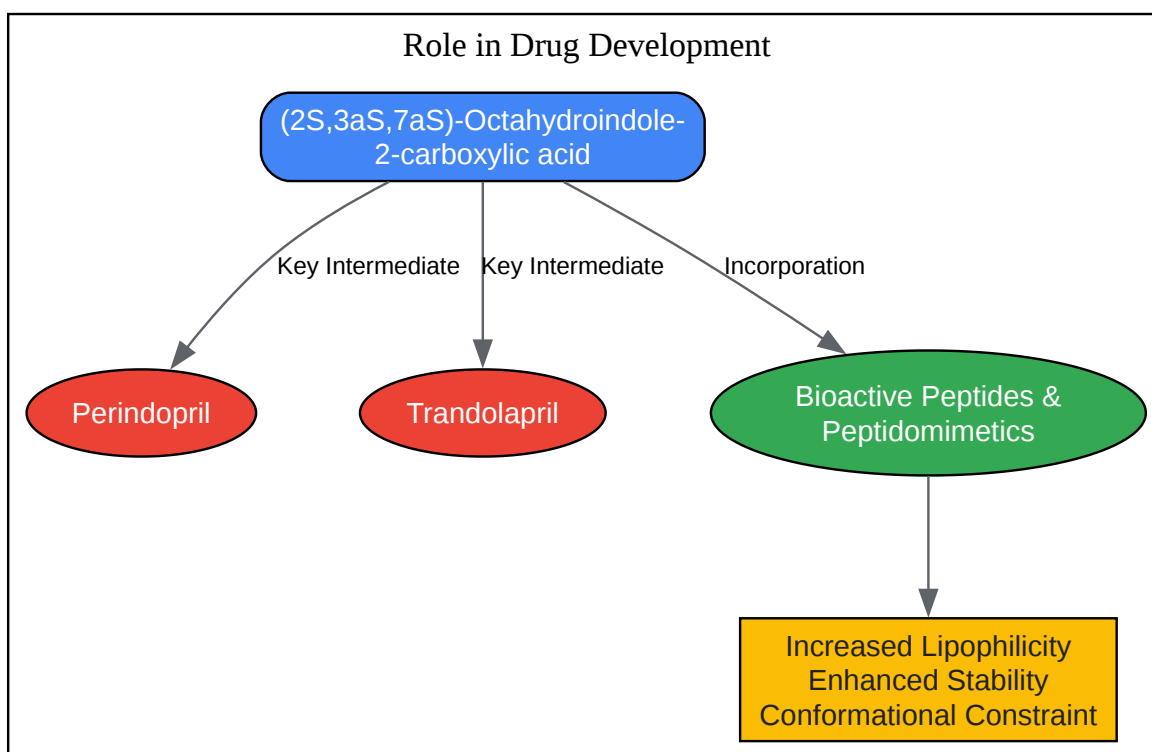 Role in Drug Development
(2S,3aS,7aS)-Octahydroindole-
2-carboxylic acid
Key Intermediate
Key Intermediate
Incorporation
Perindopril
Trandolapril
Bioactive Peptides &
Peptidomimetics
Increased Lipophilicity
Enhanced Stability
Conformational Constraint